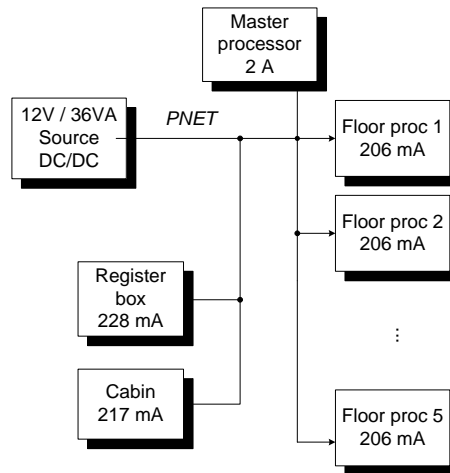 Master
processor
2 A
12V / 36VA
Source
DC/DC
PNET
Floor proc 1
206 mA
Floor proc 2
206 mA
Register
box
228 mA
...
Cabin
217 mA
Floor proc 5
206 mA